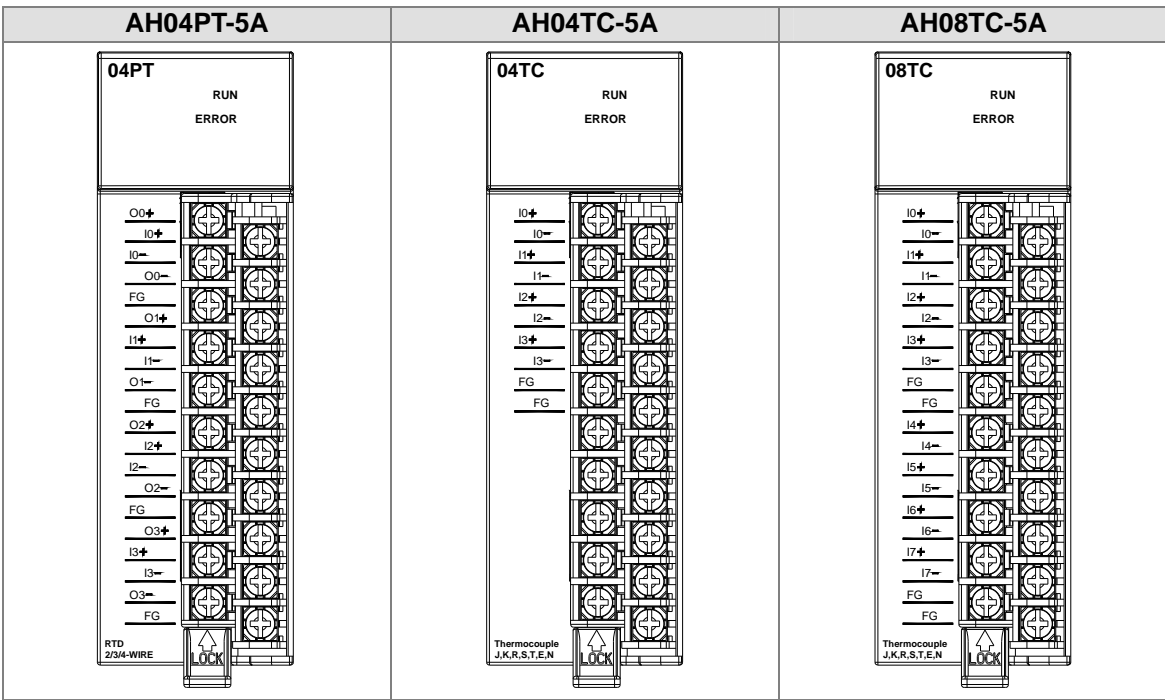 AH04PT-5A
AH04TC-5A
AH08TC-5A
04PT
RUN
ERROR
O0+
I0+
I0-
O0-
FG
O1+
I1+
I1-
O1-
FG
O2+
I2+
I2-
O2-
FG
O3+
I3+
I3-
O3-
FG
RTD
2/3/4-WIRE
LOCK
04TC
RUN
ERROR
I0+
I0-
I1+
I1-
I2+
I2-
I3+
I3-
FG
FG
Thermocouple
J,K,R,S,T,E,N
LOCK
08TC
RUN
ERROR
I0+
I0-
I1+
I1-
I2+
I2-
I3+
I3-
FG
FG
I4+
I4-
I5+
I5-
I6+
I6-
I7+
I7-
FG
FG
Thermocouple
J,K,R,S,T,E,N
LOCK